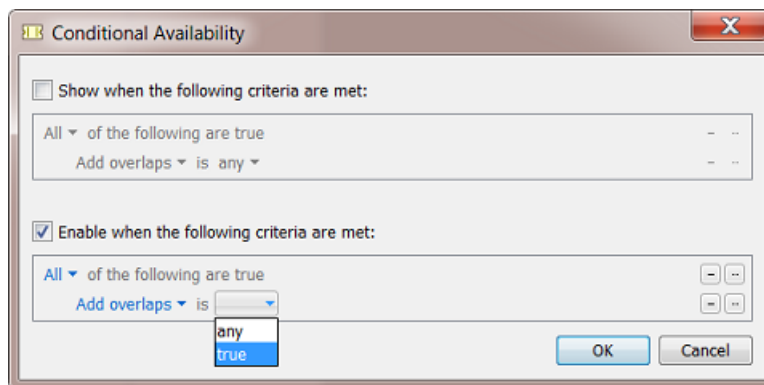 Conditional Availability
Show when the following criteria are met:
All of the following are true
Add overlaps is any
Enable when the following criteria are met:
All of the following are true
Add overlaps is
any
true
OK Cancel